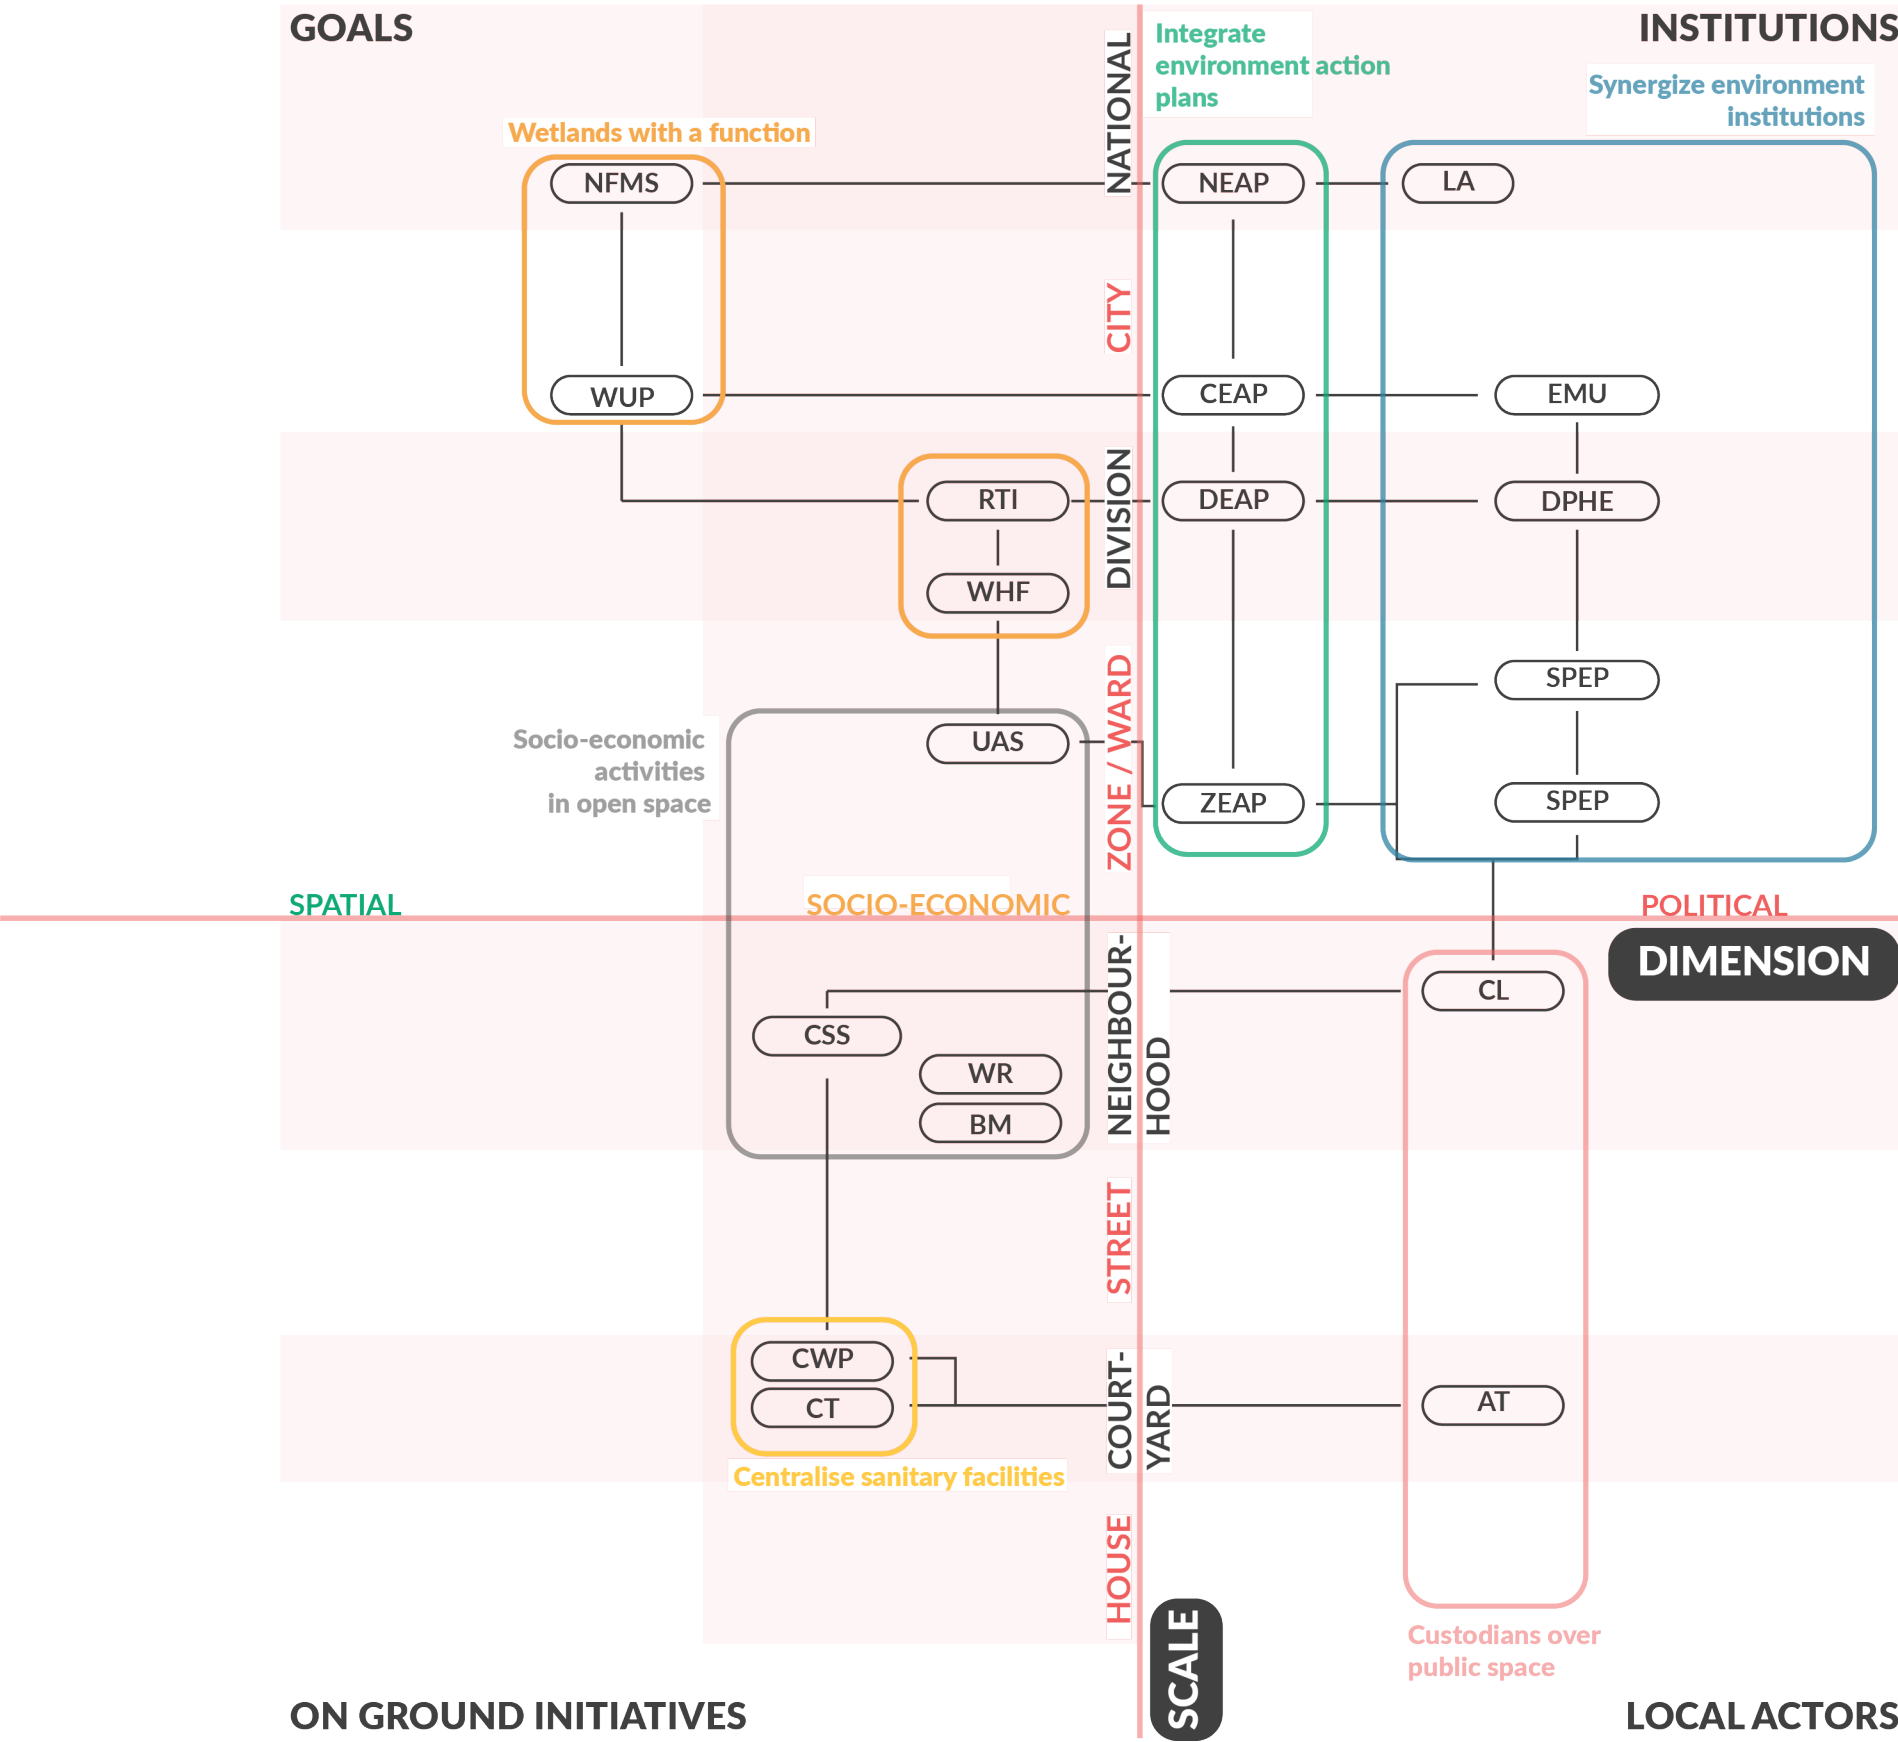 GOALS
INSTITUTIONS
Integrate
environment action
plans
Synergize environment
institutions
Wetlands with a function
NATIONAL
NFMS
NEAP
LA
CITY
WUP
CEAP
EMU
DIVISION
RTI
DEAP
DPHE
WHF
ZONE / WARD
SPEP
Socio-economic
activities
in open space
UAS
ZEAP
SPEP
SPATIAL
SOCIO-ECONOMIC
POLITICAL
DIMENSION
NEIGHBOUR-
HOOD
CL
CSS
WR
BM
STREET
CWP
CT
COURT-
YARD
AT
Centralise sanitary facilities
HOUSE
SCALE
Custodians over
public space
ON GROUND INITIATIVES
LOCAL ACTORS